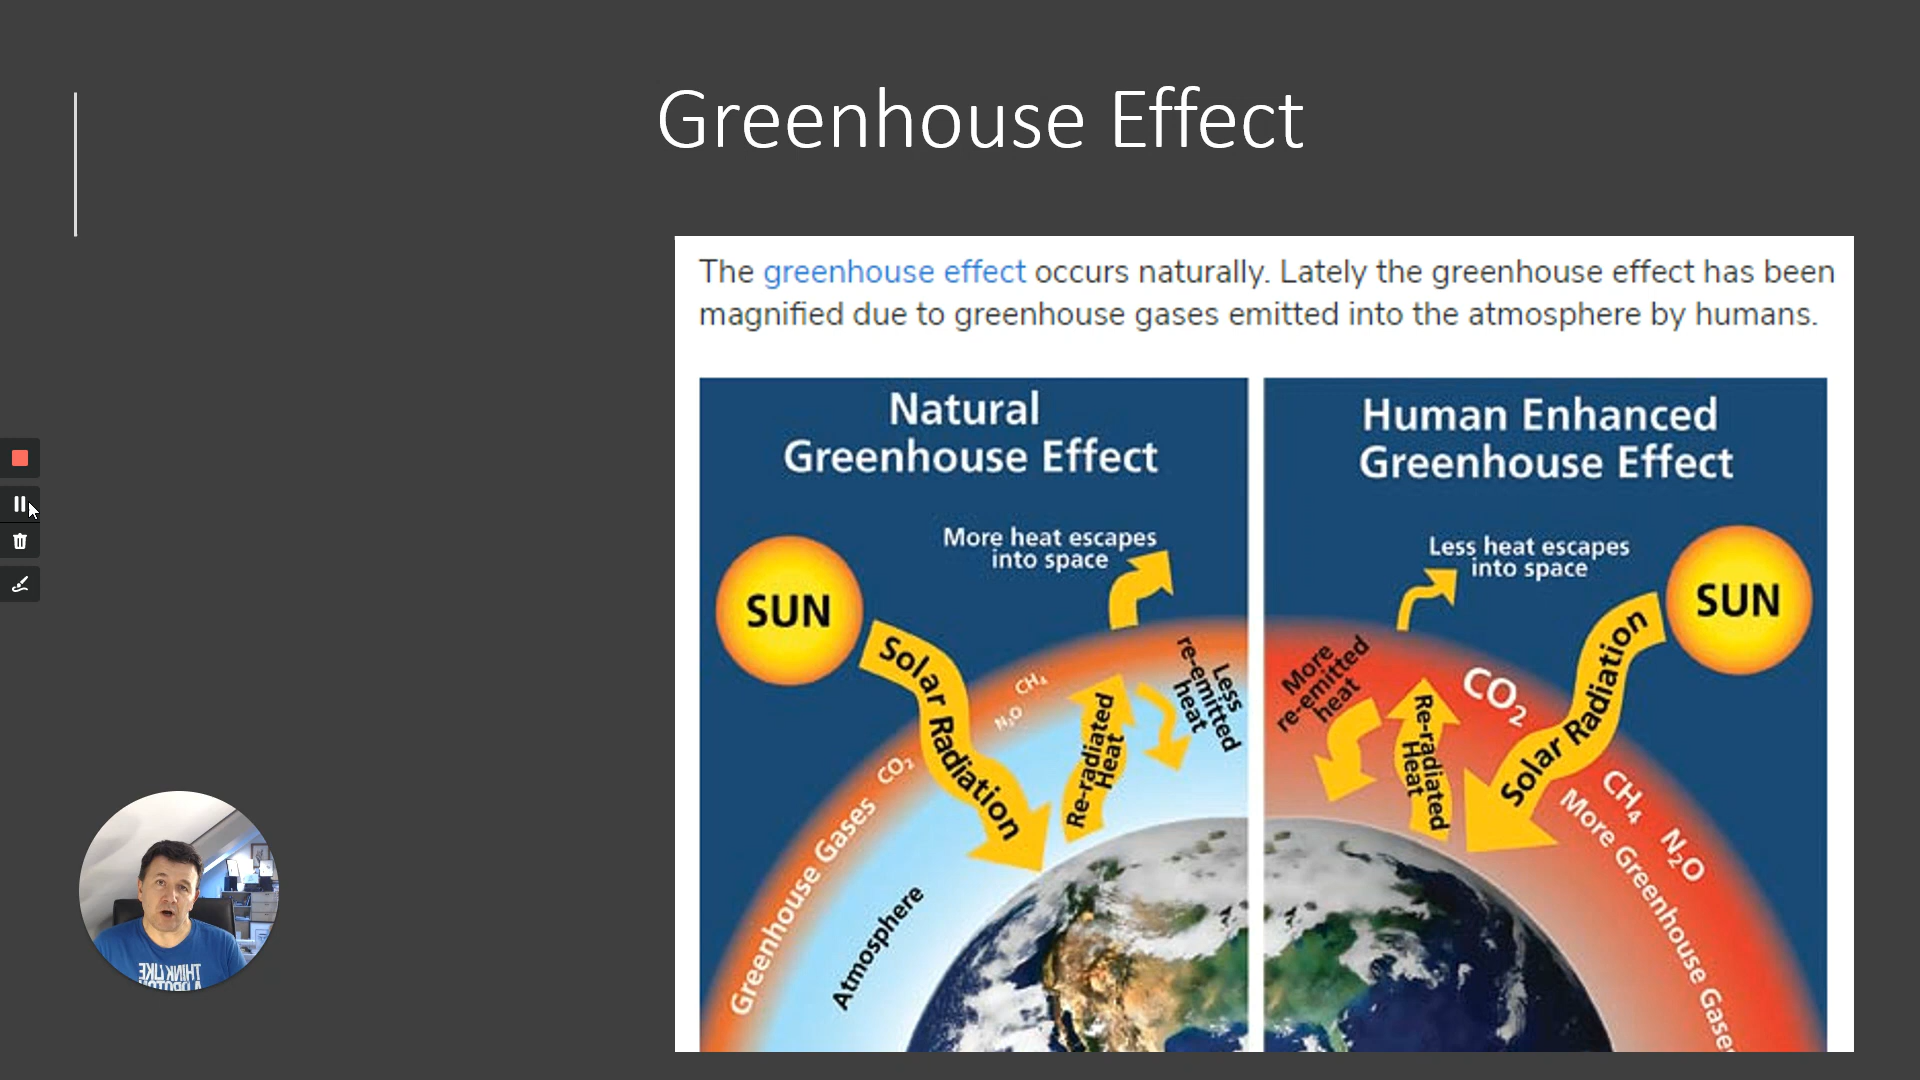 Greenhouse Effect
The greenhouse effect occurs naturally. Lately the greenhouse effect has been
magnified due to greenhouse gases emitted into the atmosphere by humans.
Natural
Greenhouse Effect
More heat escapes
into space
SUN
Solar Radiation
CH₄
N₂O
CO₂
Re-radiated
Heat
Less
re-emitted
heat
Greenhouse Gases
Atmosphere
Human Enhanced
Greenhouse Effect
Less heat escapes
into space
SUN
Solar Radiation
More
re-emitted
heat
Re-radiated
Heat
CO₂
CH₄
N₂O
More Greenhouse Gases
THINK LIKE
A PROTON